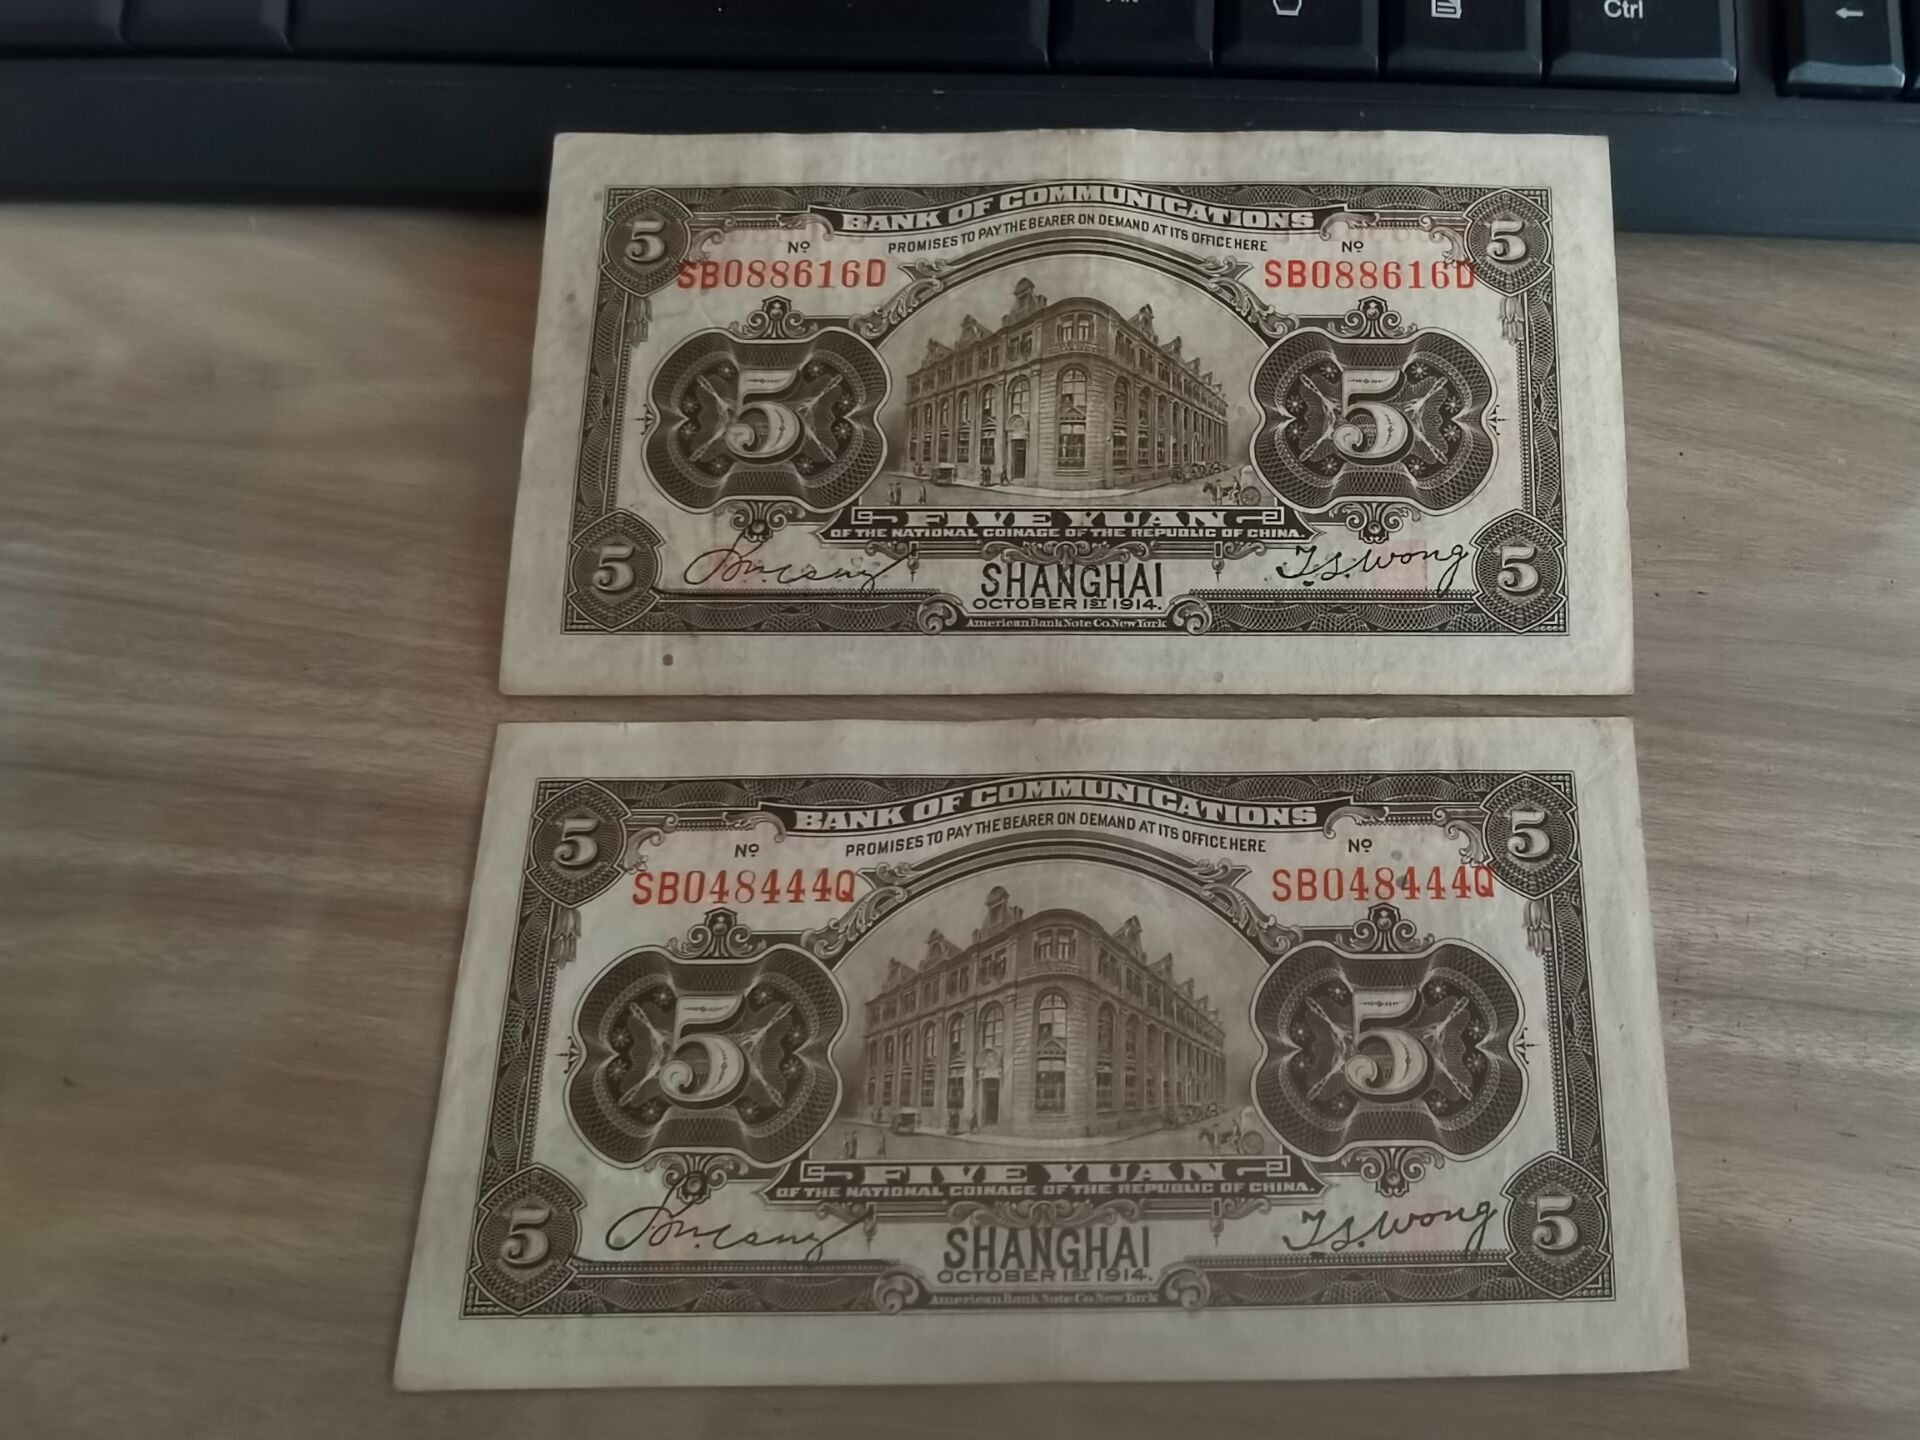 Ctrl
5 BANK OF COMMUNICATIONS 5
PROMISES TO PAY THE BEARER ON DEMAND AT ITS OFFICE HERE
Nº Nº
SB088616D SB088616D
5 5
FIVE YUAN
OF THE NATIONAL COINAGE OF THE REPUBLIC OF CHINA.
5 T.S.Wong 5
SHANGHAI
OCTOBER 1ST 1914.
American Bank Note Co. New York
5 BANK OF COMMUNICATIONS 5
PROMISES TO PAY THE BEARER ON DEMAND AT ITS OFFICE HERE
Nº Nº
SB048444Q SB048444Q
5 5
FIVE YUAN
OF THE NATIONAL COINAGE OF THE REPUBLIC OF CHINA.
5 T.S.Wong 5
SHANGHAI
OCTOBER 1ST 1914.
American Bank Note Co. New York